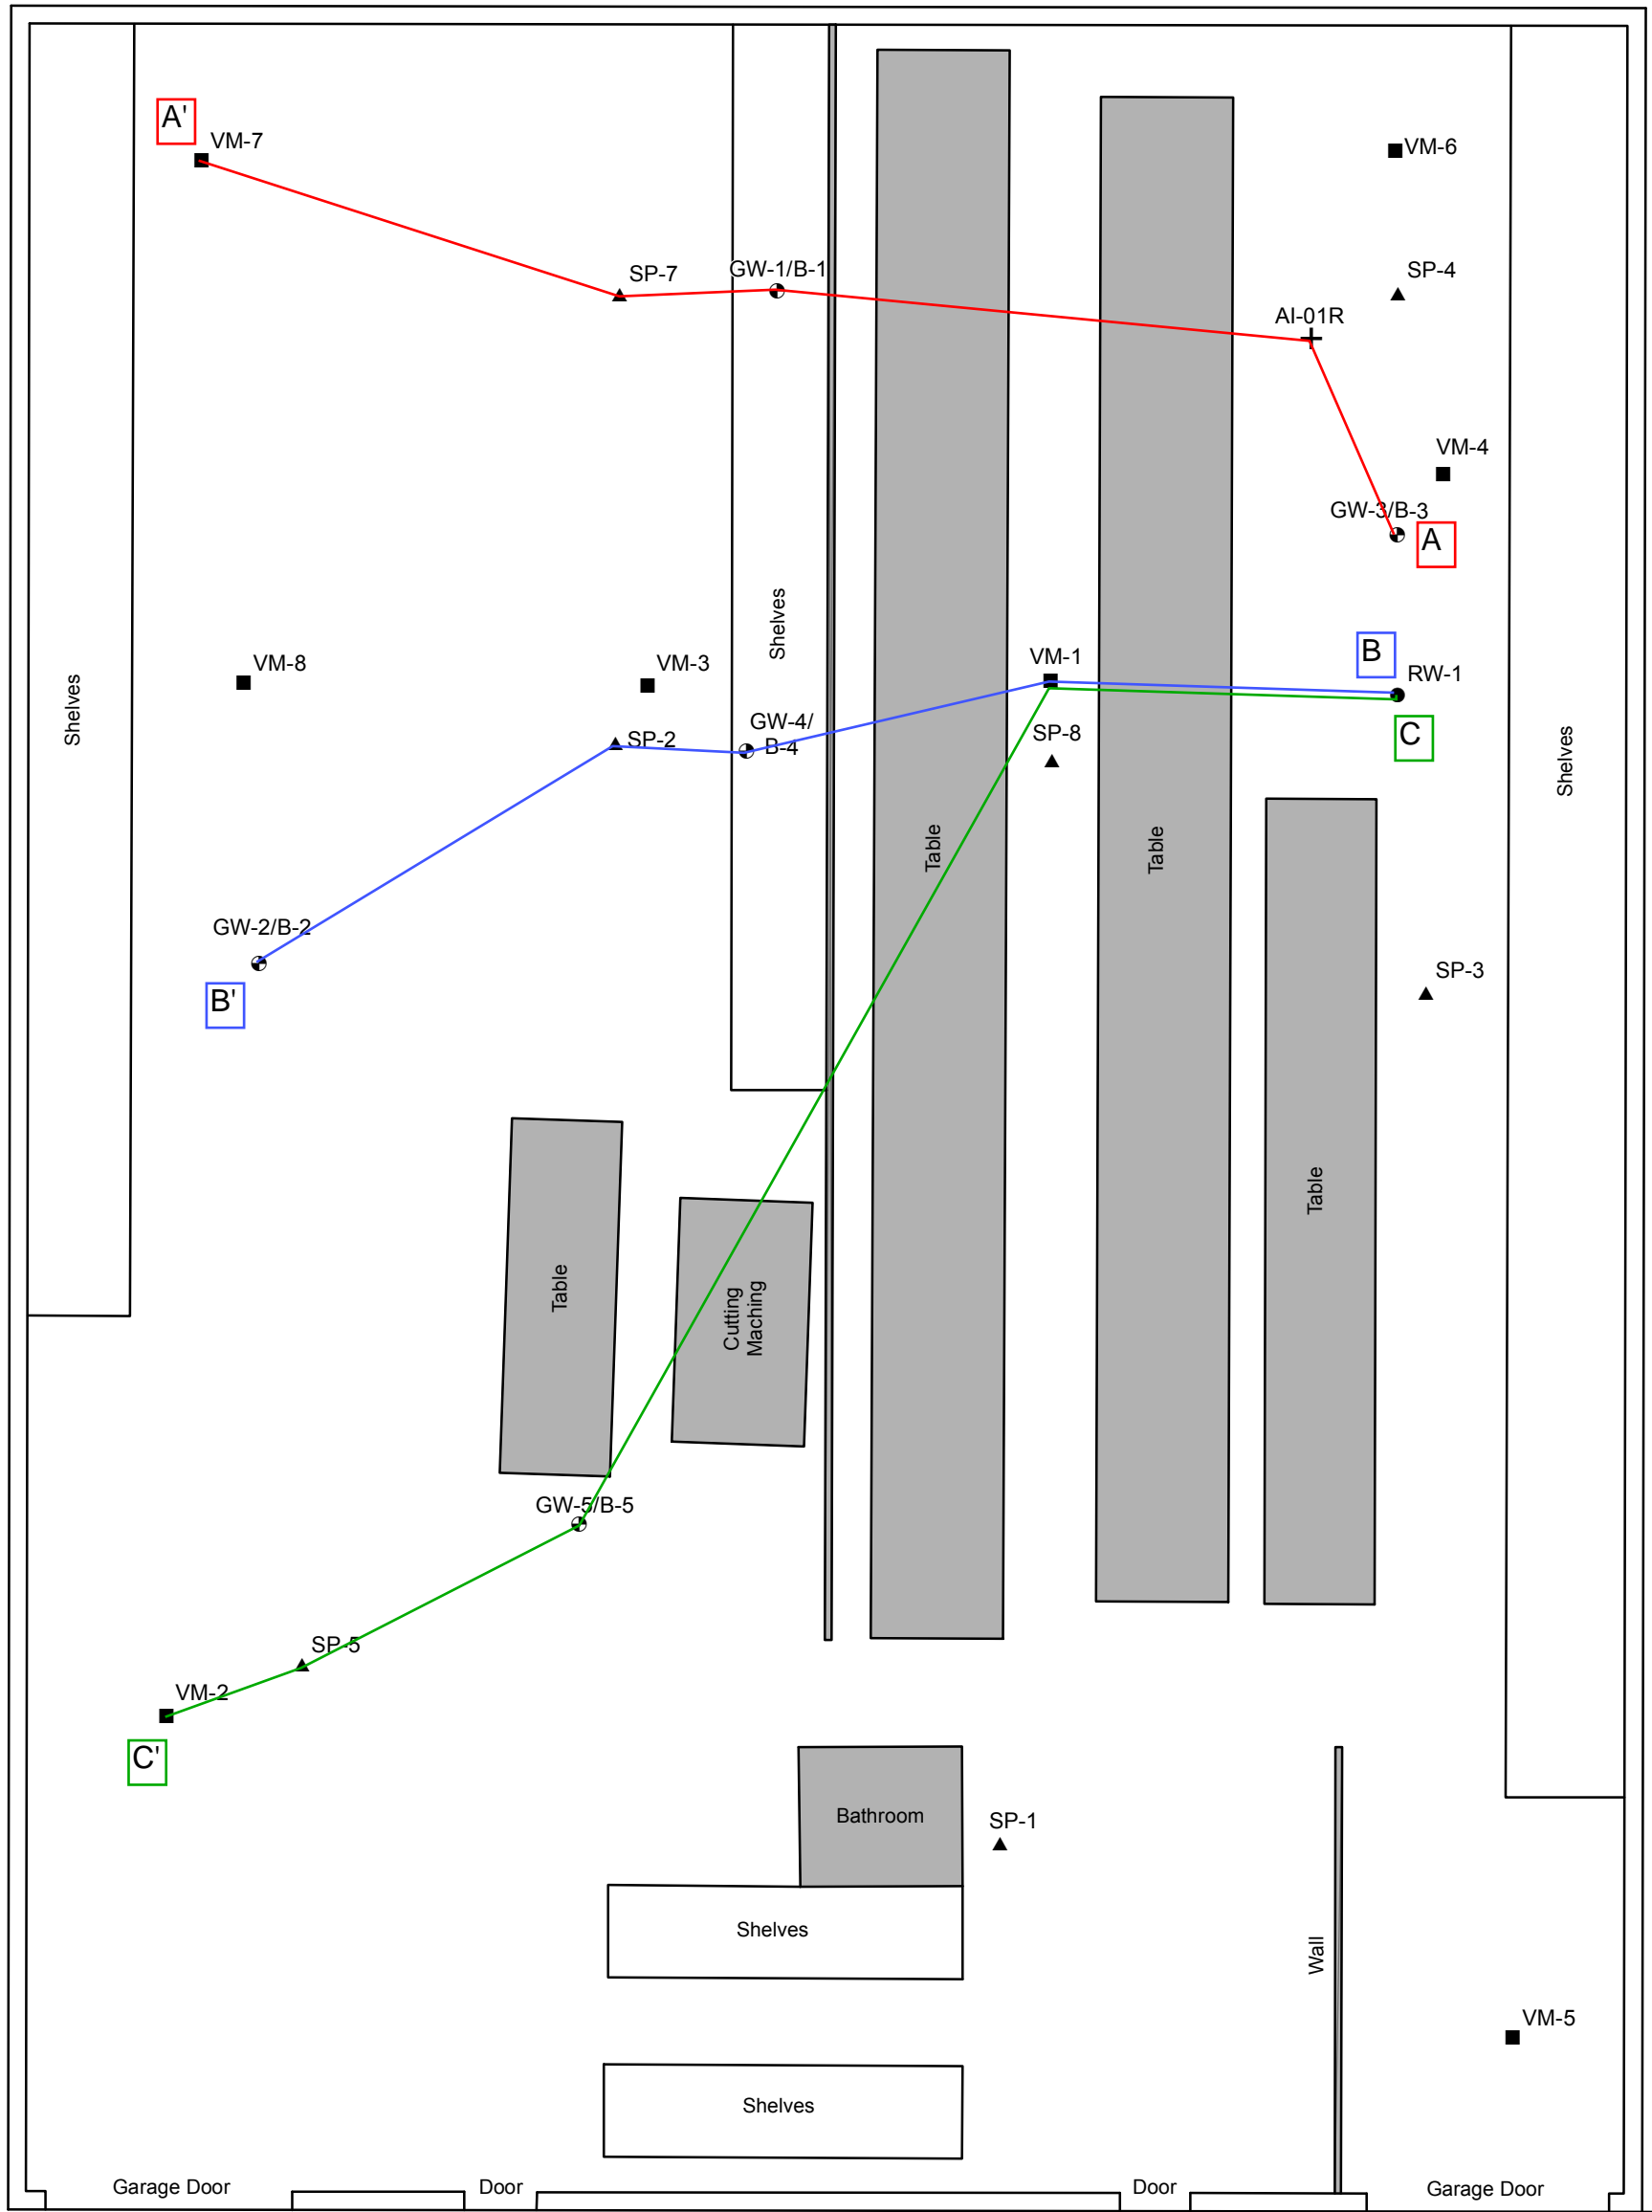 A'
VM-7
VM-6
SP-7
GW-1/B-1
SP-4
AI-01R
VM-4
GW-3/B-3
A
Shelves
Shelves
Shelves
VM-8
VM-3
VM-1
B
RW-1
SP-2
GW-4/
B-4
SP-8
C
Table
Table
GW-2/B-2
B'
SP-3
Table
Table
Cutting
Maching
GW-5/B-5
SP-5
VM-2
C'
Bathroom
SP-1
Shelves
Wall
VM-5
Shelves
Garage Door
Door
Door
Garage Door